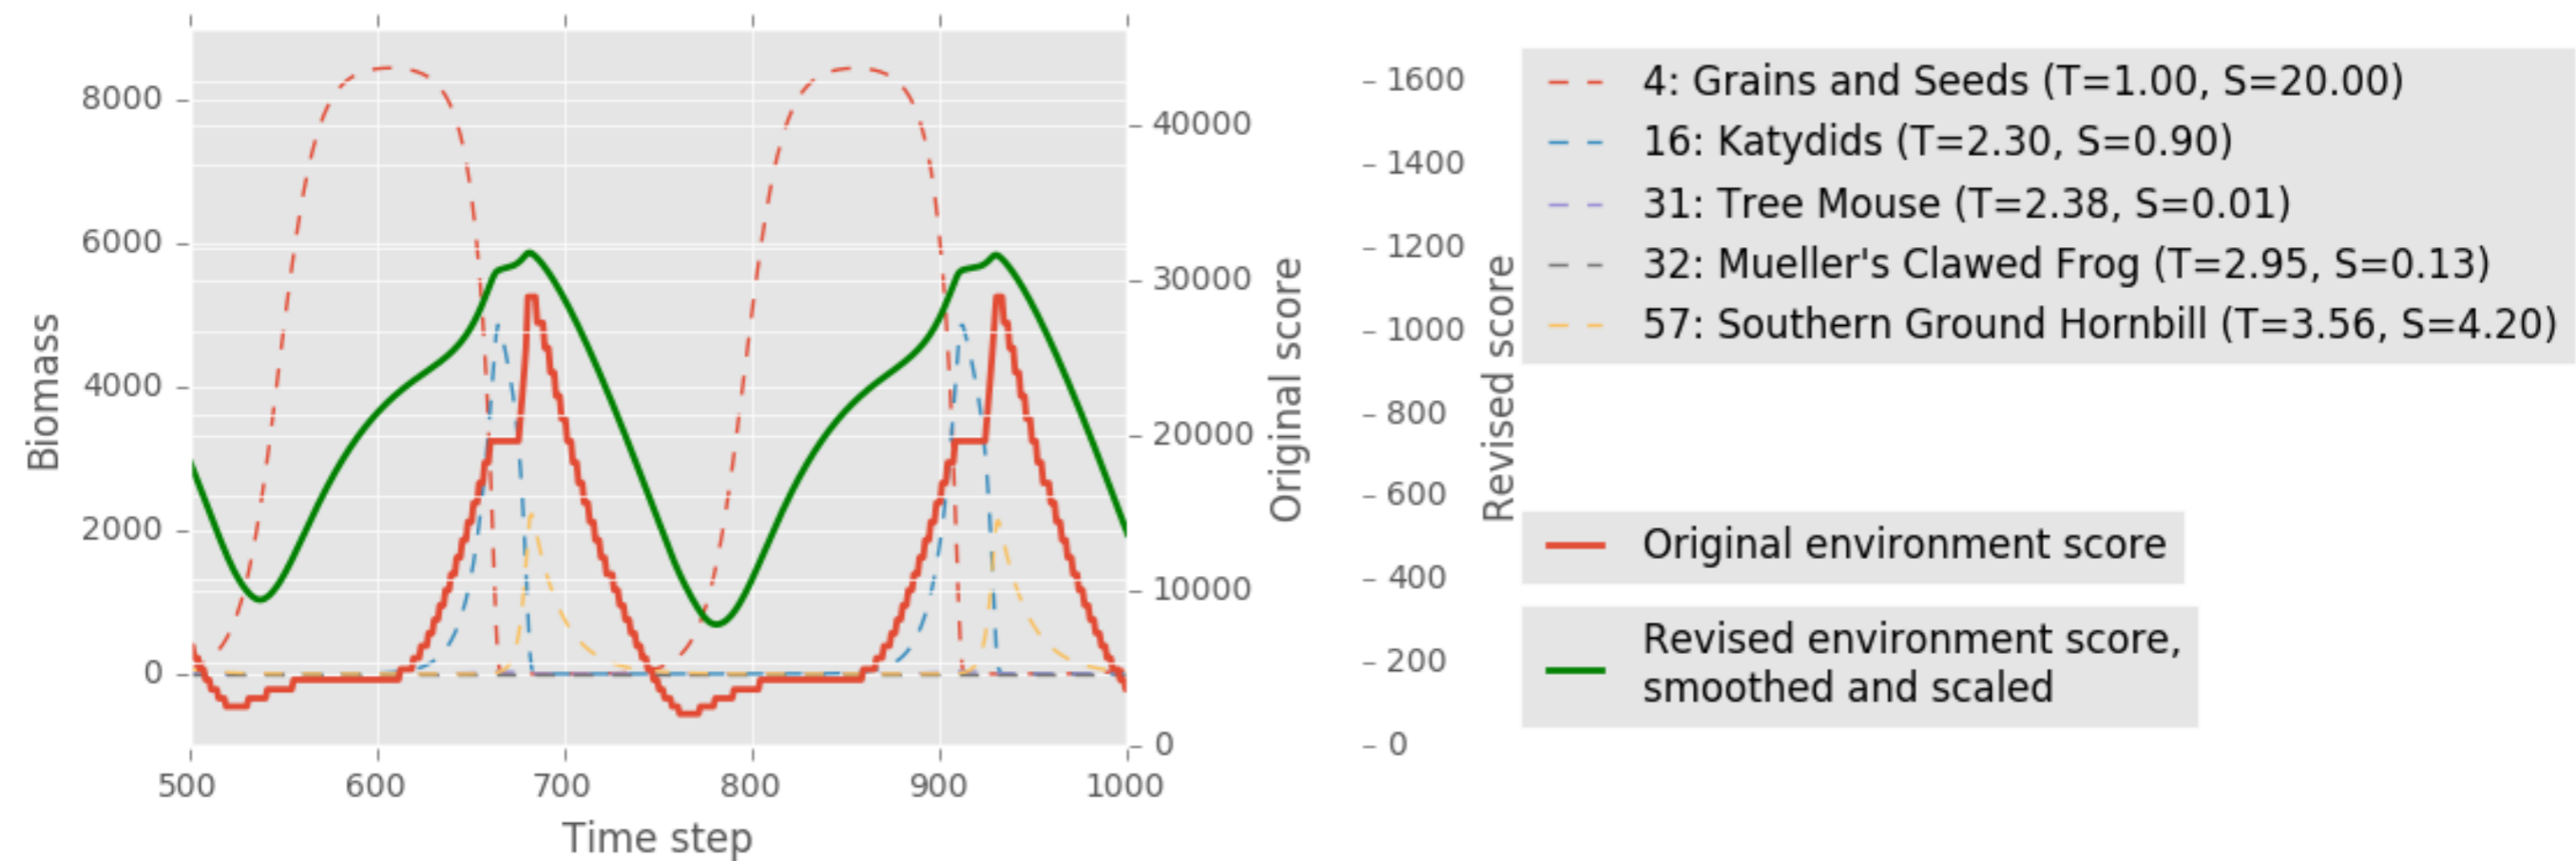 8000
6000
4000
2000
0
Biomass
500
600
700
800
900
1000
Time step
40000
30000
20000
10000
0
Original score
1600
1400
1200
1000
800
600
400
200
0
Revised score
4: Grains and Seeds (T=1.00, S=20.00)
16: Katydids (T=2.30, S=0.90)
31: Tree Mouse (T=2.38, S=0.01)
32: Mueller's Clawed Frog (T=2.95, S=0.13)
57: Southern Ground Hornbill (T=3.56, S=4.20)
Original environment score
Revised environment score,
smoothed and scaled